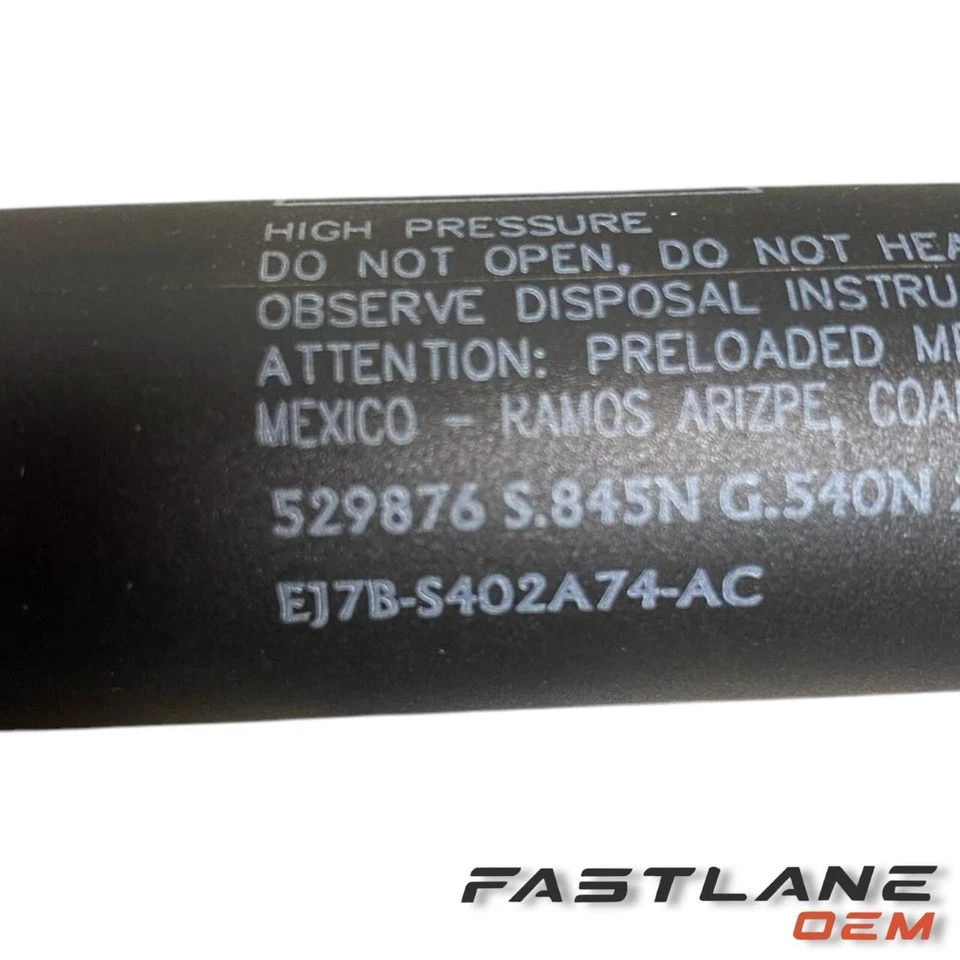 HIGH PRESSURE
DO NOT OPEN, DO NOT HEA
OBSERVE DISPOSAL INSTRU
ATTENTION: PRELOADED ME
MEXICO - RAMOS ARIZPE, COA
529876 S.845N G.540N
EJ7B-S402A74-AC
FASTLANE
OEM